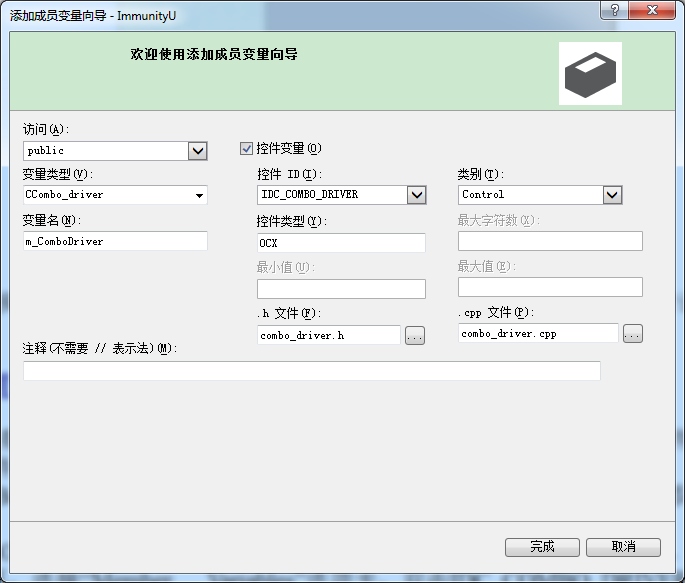 添加成员变量向导 - ImmunityU
欢迎使用添加成员变量向导
访问(A):
public
控件变量(O)
变量类型(V):
CCombo_driver
控件 ID(I):
IDC_COMBO_DRIVER
类别(T):
Control
变量名(N):
m_ComboDriver
控件类型(Y):
OCX
最大字符数(X):
最小值(U):
最大值(E):
.h 文件(F):
combo_driver.h
...
.cpp 文件(P):
combo_driver.cpp
...
注释(不需要 // 表示法)(M):
完成
取消